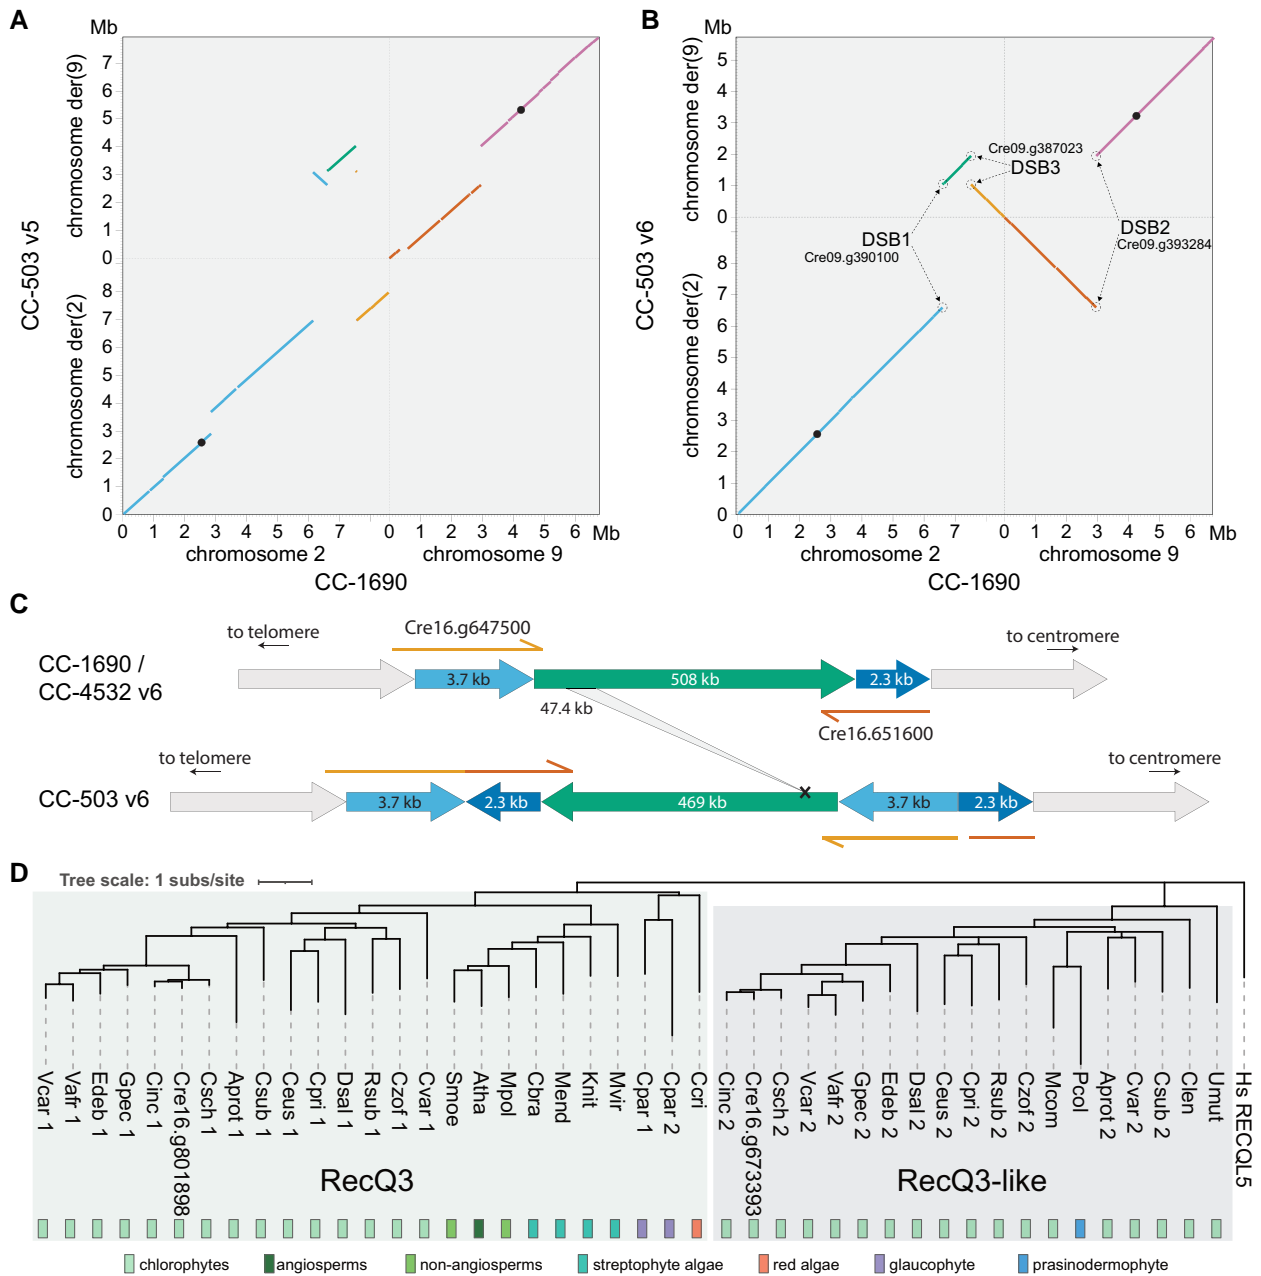 A
Mb
7
6
5
4
3
2
1
0
8
7
6
5
4
3
2
1
0
chromosome der(9)
chromosome der(2)
CC-503 v5
0 1 2 3 4 5 6 7 0 1 2 3 4 5 6 Mb
chromosome 2 chromosome 9
CC-1690
B
Mb
5
4
3
2
1
0
8
7
6
5
4
3
2
1
0
chromosome der(9)
chromosome der(2)
CC-503 v6
Cre09.g387023
DSB3
DSB1
Cre09.g390100
DSB2
Cre09.g393284
0 1 2 3 4 5 6 7 0 1 2 3 4 5 6 Mb
chromosome 2 chromosome 9
CC-1690
C
to telomere
Cre16.g647500
to centromere
CC-1690 /
CC-4532 v6
3.7 kb
508 kb
2.3 kb
47.4 kb
Cre16.651600
to telomere
to centromere
CC-503 v6
3.7 kb
2.3 kb
469 kb
3.7 kb
2.3 kb
D
Tree scale: 1 subs/site
Vcar 1
Vafr 1
Edeb 1
Gpec 1
Cinc 1
Cre16.g801898
Csch 1
Aprot 1
Csub 1
Ceus 1
Cpri 1
Dsal 1
Rsub 1
Czof 1
Cvar 1
Smoe
Atha
Mpol
Cbra
Mend
Knit
Mvir
Cpar 1
Cpar 2
Ccri
Cinc 2
Cre16.g673393
Csch 2
Vcar 2
Vafr 2
Gpec 2
Edeb 2
Dsal 2
Ceus 2
Cpri 2
Rsub 2
Czof 2
Mcom
Pcol
Aprot 2
Cvar 2
Csub 2
Clen
Umut
Hs RECQL5
RecQ3
RecQ3-like
chlorophytes
angiosperms
non-angiosperms
streptophyte algae
red algae
glaucophyte
prasinodermophyte